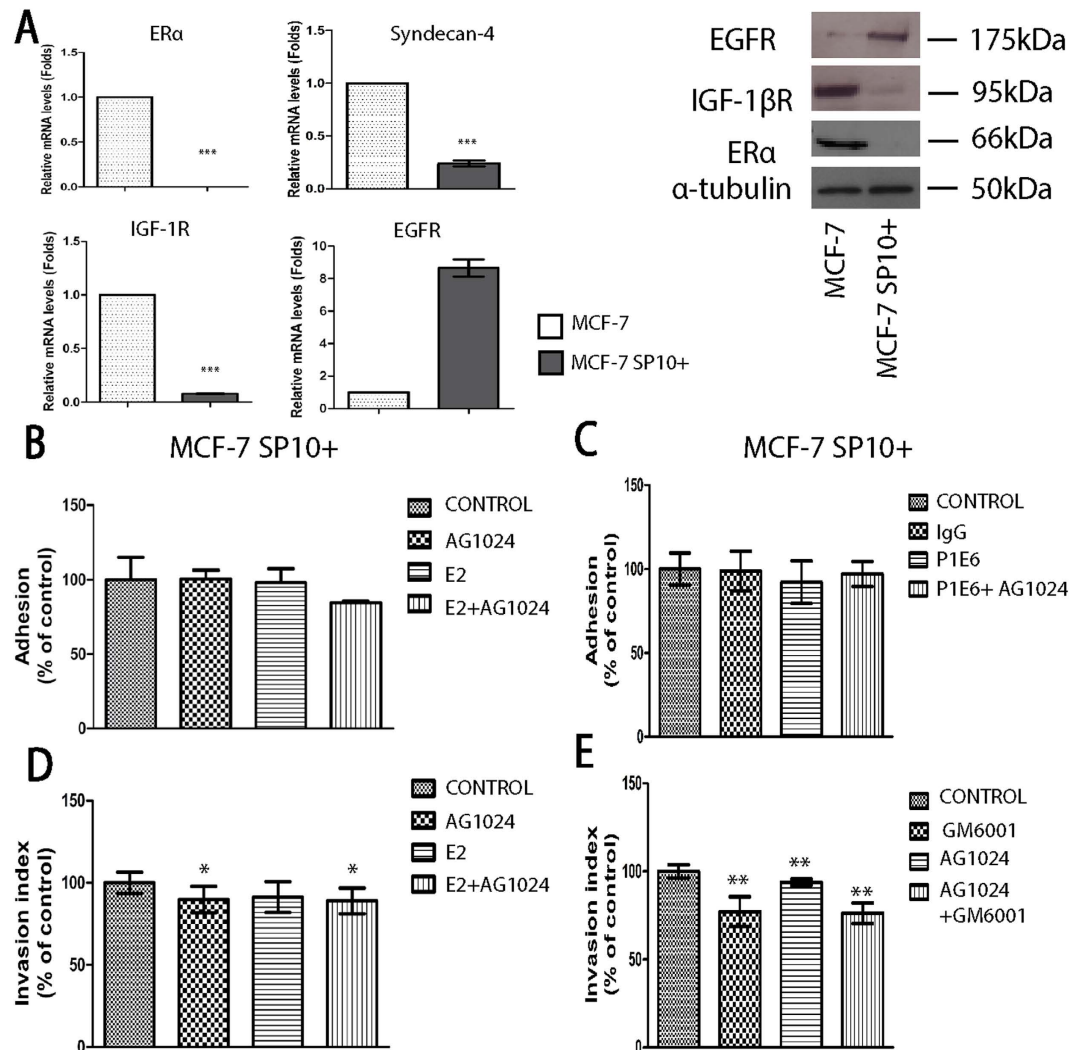 A
ERα
Relative mRNA levels (Folds)
1.5
1.0
0.5
0.0
***
Syndecan-4
Relative mRNA levels (Folds)
1.5
1.0
0.5
0.0
***
IGF-1R
Relative mRNA levels (Folds)
1.5
1.0
0.5
0.0
***
EGFR
Relative mRNA levels (Folds)
10
8
6
4
2
0
MCF-7
MCF-7 SP10+
EGFR
175kDa
IGF-1βR
95kDa
ERα
66kDa
α-tubulin
50kDa
MCF-7
MCF-7 SP10+
B
MCF-7 SP10+
Adhesion
(% of control)
150
100
50
0
CONTROL
AG1024
E2
E2+AG1024
C
MCF-7 SP10+
Adhesion
(% of control)
150
100
50
0
CONTROL
IgG
P1E6
P1E6+ AG1024
D
Invasion index
(% of control)
150
100
50
0
*
*
CONTROL
AG1024
E2
E2+AG1024
E
Invasion index
(% of control)
150
100
50
0
**
**
**
CONTROL
GM6001
AG1024
AG1024
+GM6001